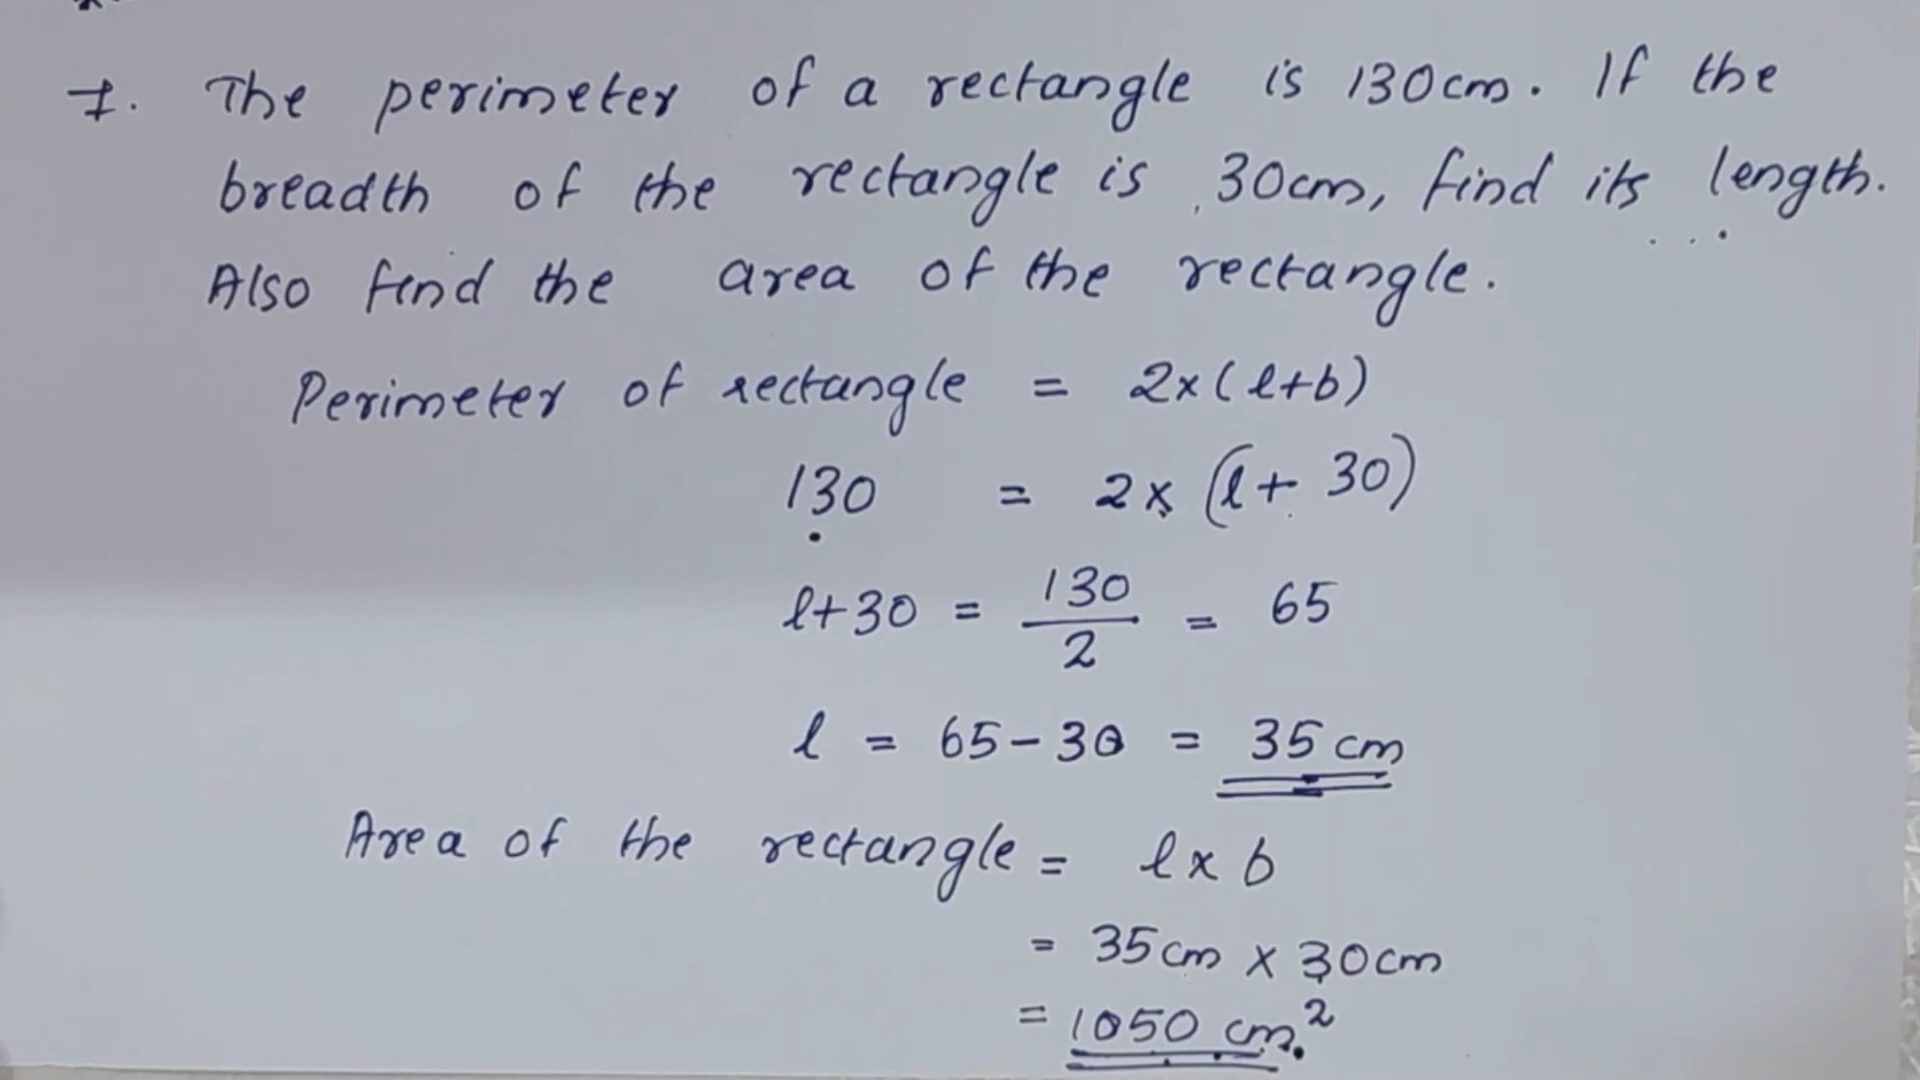 7. The perimeter of a rectangle is 130cm. If the
breadth of the rectangle is 30cm, find its length.
Also find the area of the rectangle.
Perimeter of rectangle = 2×(l+b)
130 = 2× (l+ 30)
l+30 = 130/2 = 65
l = 65-30 = 35 cm
Area of the rectangle = l× b
= 35cm × 30cm
= 1050 cm²